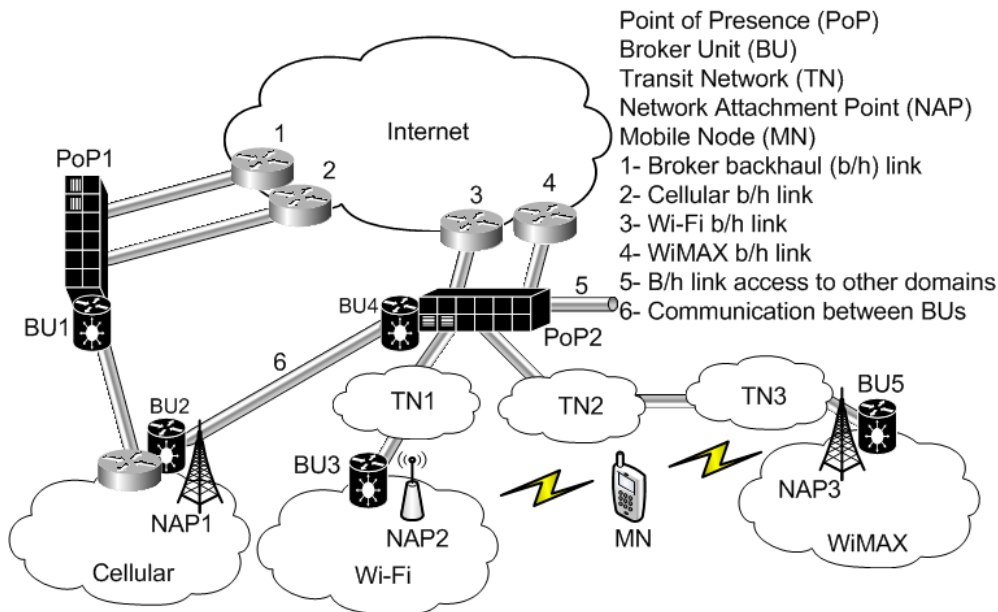 Point of Presence (PoP)
Broker Unit (BU)
Transit Network (TN)
Network Attachment Point (NAP)
Mobile Node (MN)
1- Broker backhaul (b/h) link
2- Cellular b/h link
3- Wi-Fi b/h link
4- WiMAX b/h link
5- B/h link access to other domains
6- Communication between BUs
Internet
1
PoP1
2
3
4
5
BU4
BU1
PoP2
6
TN1
TN2
TN3
BU5
BU2
BU3
NAP1
NAP2
MN
NAP3
Cellular
Wi-Fi
WiMAX